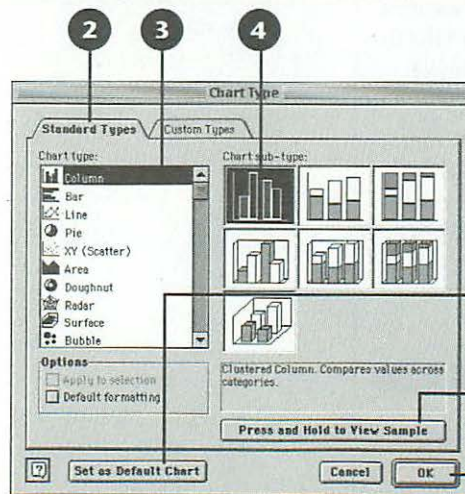 2 3 4
Chart Type
Standard Types Custom Types
Chart type:
Column
Bar
Line
Pie
XY (Scatter)
Area
Doughnut
Radar
Surface
Bubble
Chart sub-type:
Clustered Column. Compares values across
categories.
Options
Apply to selection
Default formatting
Press and Hold to View Sample
? Set as Default Chart Cancel OK